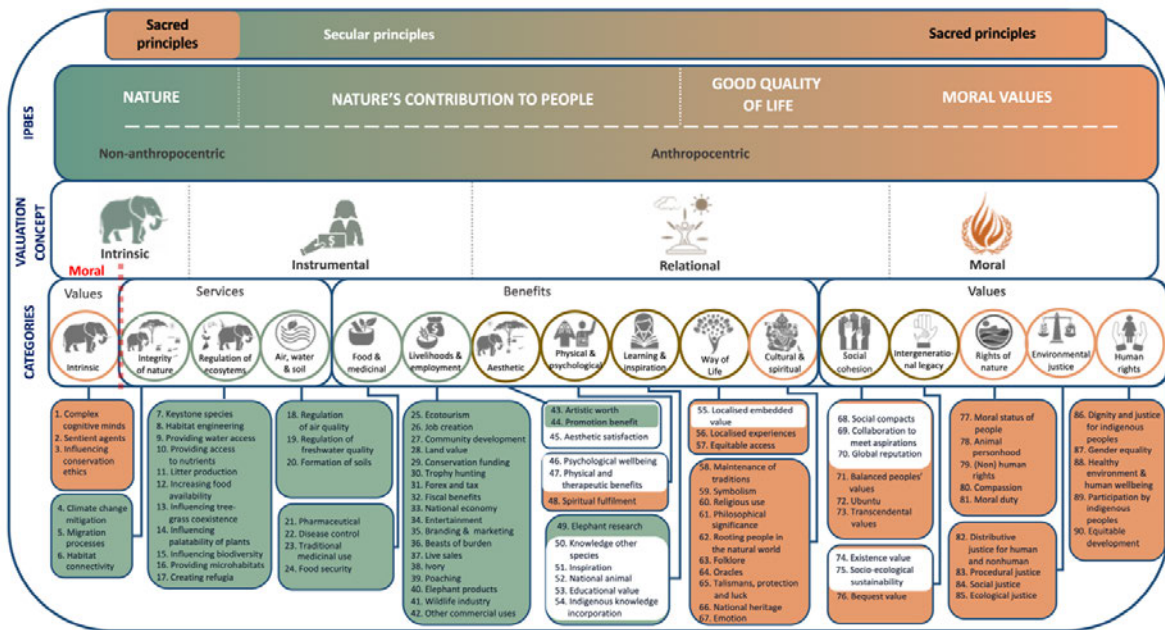 Sacred
principles
Secular principles
Sacred principles
IPBES
NATURE
NATURE'S CONTRIBUTION TO PEOPLE
GOOD QUALITY
OF LIFE
MORAL VALUES
Non-anthropocentric
Anthropocentric
VALUATION
CONCEPT
Intrinsic
Moral
Instrumental
$
Relational
Moral
CATEGORIES
Values
Services
Benefits
Values
Intrinsic
Integrity
of nature
Regulation of
ecosytems
Air, water
& soil
Food &
medicinal
Livelihoods &
employment
Aesthetic
Physical &
psychological
Learning &
inspiration
Way of
Life
Cultural &
spiritual
Social
cohesion
Intergeneratio
nal legacy
Rights of
nature
Environmental
justice
Human
rights
1. Complex
cognitive minds
2. Sentient agents
3. Influencing
conservation
ethics
4. Climate change
mitigation
5. Migration
processes
6. Habitat
connectivity
7. Keystone species
8. Habitat engineering
9. Providing water access
10. Providing access
to nutrients
11. Litter production
12. Increasing food
availability
13. Influencing tree-
grass coexistence
14. Influencing
palatability of plants
15. Influencing biodiversity
16. Providing microhabitats
17. Creating refugia
18. Regulation
of air quality
19. Regulation of
freshwater quality
20. Formation of soils
21. Pharmaceutical
22. Disease control
23. Traditional
medicinal use
24. Food security
25. Ecotourism
26. Job creation
27. Community development
28. Land value
29. Conservation funding
30. Trophy hunting
31. Forex and tax
32. Fiscal benefits
33. National economy
34. Entertainment
35. Branding & marketing
36. Beasts of burden
37. Live sales
38. Ivory
39. Poaching
40. Elephant products
41. Wildlife industry
42. Other commercial uses
43. Artistic worth
44. Promotion benefit
45. Aesthetic satisfaction
46. Psychological wellbeing
47. Physical and
therapeutic benefits
48. Spiritual fulfilment
49. Elephant research
50. Knowledge other
species
51. Inspiration
52. National animal
53. Educational value
54. Indigenous knowledge
incorporation
55. Localised embedded
value
56. Localised experiences
57. Equitable access
58. Maintenance of
traditions
59. Symbolism
60. Religious use
61. Philosophical
significance
62. Rooting people in
the natural world
63. Folklore
64. Oracles
65. Talismans, protection
and luck
66. National heritage
67. Emotion
68. Social compacts
69. Collaboration to
meet aspirations
70. Global reputation
71. Balanced peoples'
values
72. Ubuntu
73. Transcendental
values
74. Existence value
75. Socio-ecological
sustainability
76. Bequest value
77. Moral status of
people
78. Animal
personhood
79. (Non) human
rights
80. Compassion
81. Moral duty
82. Distributive
justice for human
and nonhuman
83. Procedural justice
84. Social justice
85. Ecological justice
86. Dignity and justice
for indigenous
peoples
87. Gender equality
88. Healthy
environment &
human wellbeing
89. Participation by
indigenous peoples
90. Equitable
development